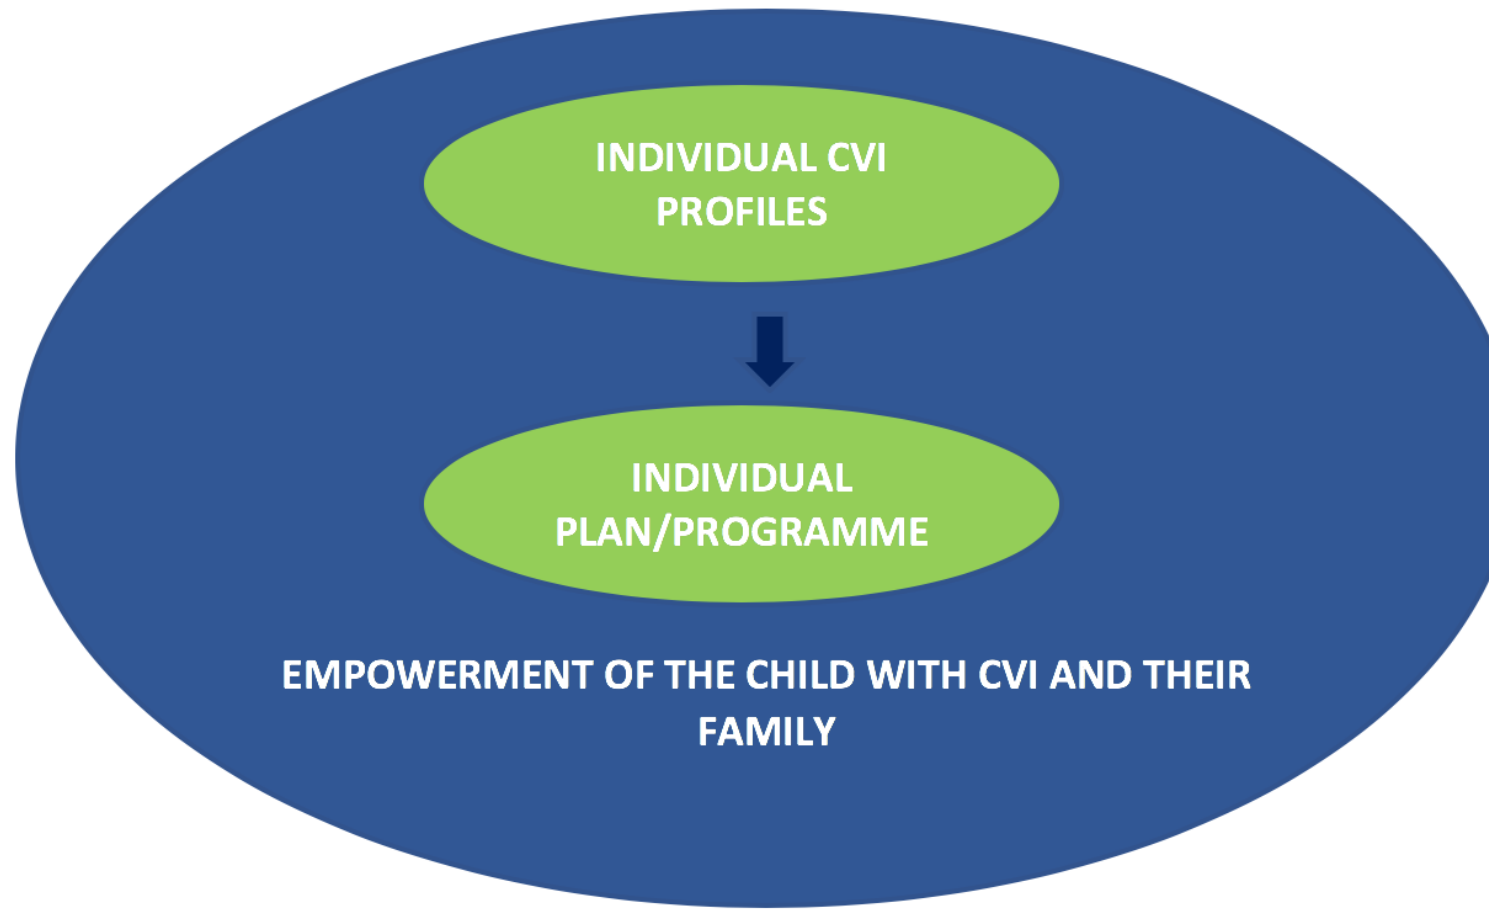 INDIVIDUAL CVI
PROFILES
INDIVIDUAL
PLAN/PROGRAMME
EMPOWERMENT OF THE CHILD WITH CVI AND THEIR
FAMILY